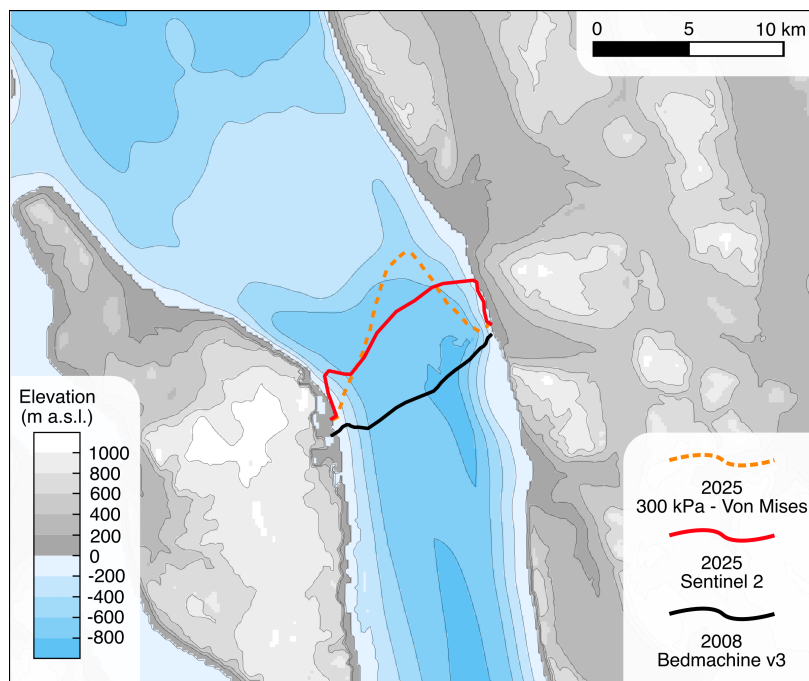 0 5 10 km
Elevation
(m a.s.l.)
1000
800
600
400
200
0
-200
-400
-600
-800
2025
300 kPa - Von Mises
2025
Sentinel 2
2008
Bedmachine v3